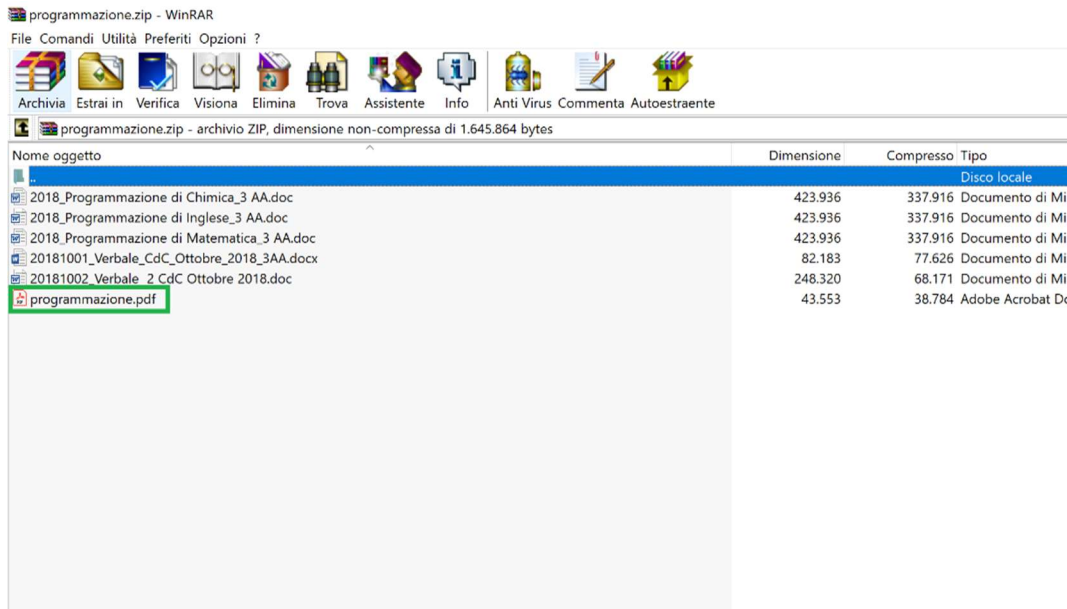 programmazione.zip - WinRAR
File Comandi Utilità Preferiti Opzioni ?
Archivia Estrai in Verifica Visiona Elimina Trova Assistente Info Anti Virus Commenta Autoestraente
programmazione.zip - archivio ZIP, dimensione non-compressa di 1.645.864 bytes
Nome oggetto Dimensione Compresso Tipo
.. Disco locale
2018_Programmazione di Chimica_3 AA.doc 423.936 337.916 Documento di Mi
2018_Programmazione di Inglese_3 AA.doc 423.936 337.916 Documento di Mi
2018_Programmazione di Matematica_3 AA.doc 423.936 337.916 Documento di Mi
20181001_Verbale_CdC_Ottobre_2018_3AA.docx 82.183 77.626 Documento di Mi
20181002_Verbale 2 CdC Ottobre 2018.doc 248.320 68.171 Documento di Mi
programmazione.pdf 43.553 38.784 Adobe Acrobat Do